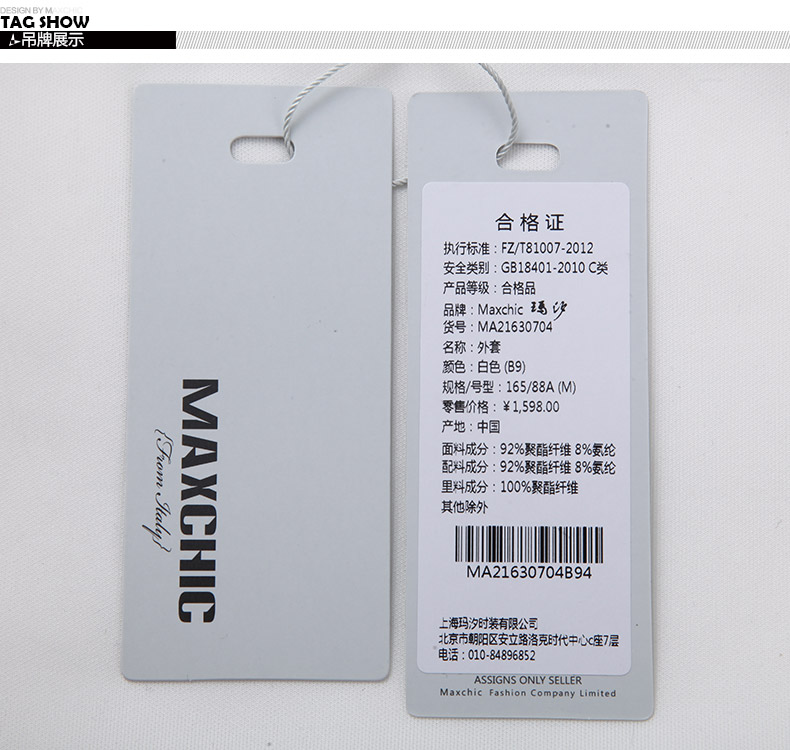 DESIGN BY MAXCHIC
TAG SHOW
吊牌展示
MAXCHIC
{From Italy}
合格证
执行标准：FZ/T81007-2012
安全类别：GB18401-2010 C类
产品等级：合格品
品牌：Maxchic 玛汐
货号：MA21630704
名称：外套
颜色：白色 (B9)
规格/号型：165/88A (M)
零售价格：￥1,598.00
产地：中国
面料成分：92%聚酯纤维 8%氨纶
配料成分：92%聚酯纤维 8%氨纶
里料成分：100%聚酯纤维
其他除外
MA21630704B94
上海玛汐时装有限公司
北京市朝阳区安立路洛克时代中心c座7层
电话：010-84896852
ASSIGNS ONLY SELLER
Maxchic Fashion Company Limited